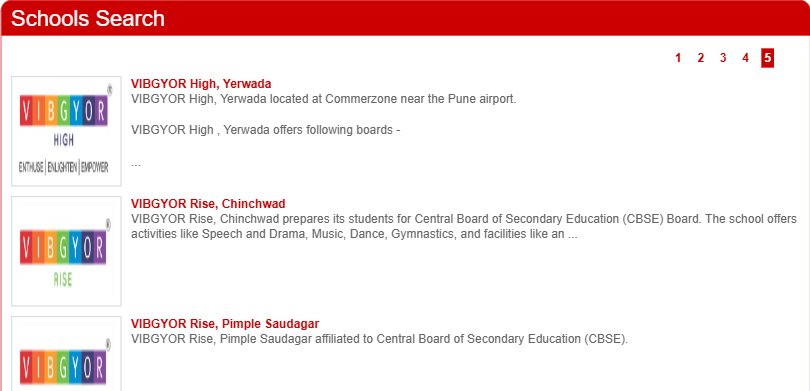 Schools Search
1 2 3 4 5
VIBGYOR High, Yerwada
VIBGYOR High, Yerwada located at Commerzone near the Pune airport.
VIBGYOR High , Yerwada offers following boards -
...
VIBGYOR®
HIGH
ENTHUSE | ENLIGHTEN | EMPOWER
VIBGYOR Rise, Chinchwad
VIBGYOR Rise, Chinchwad prepares its students for Central Board of Secondary Education (CBSE) Board. The school offers
activities like Speech and Drama, Music, Dance, Gymnastics, and facilities like an ...
VIBGYOR®
RISE
VIBGYOR Rise, Pimple Saudagar
VIBGYOR Rise, Pimple Saudagar affiliated to Central Board of Secondary Education (CBSE).
VIBGYOR®